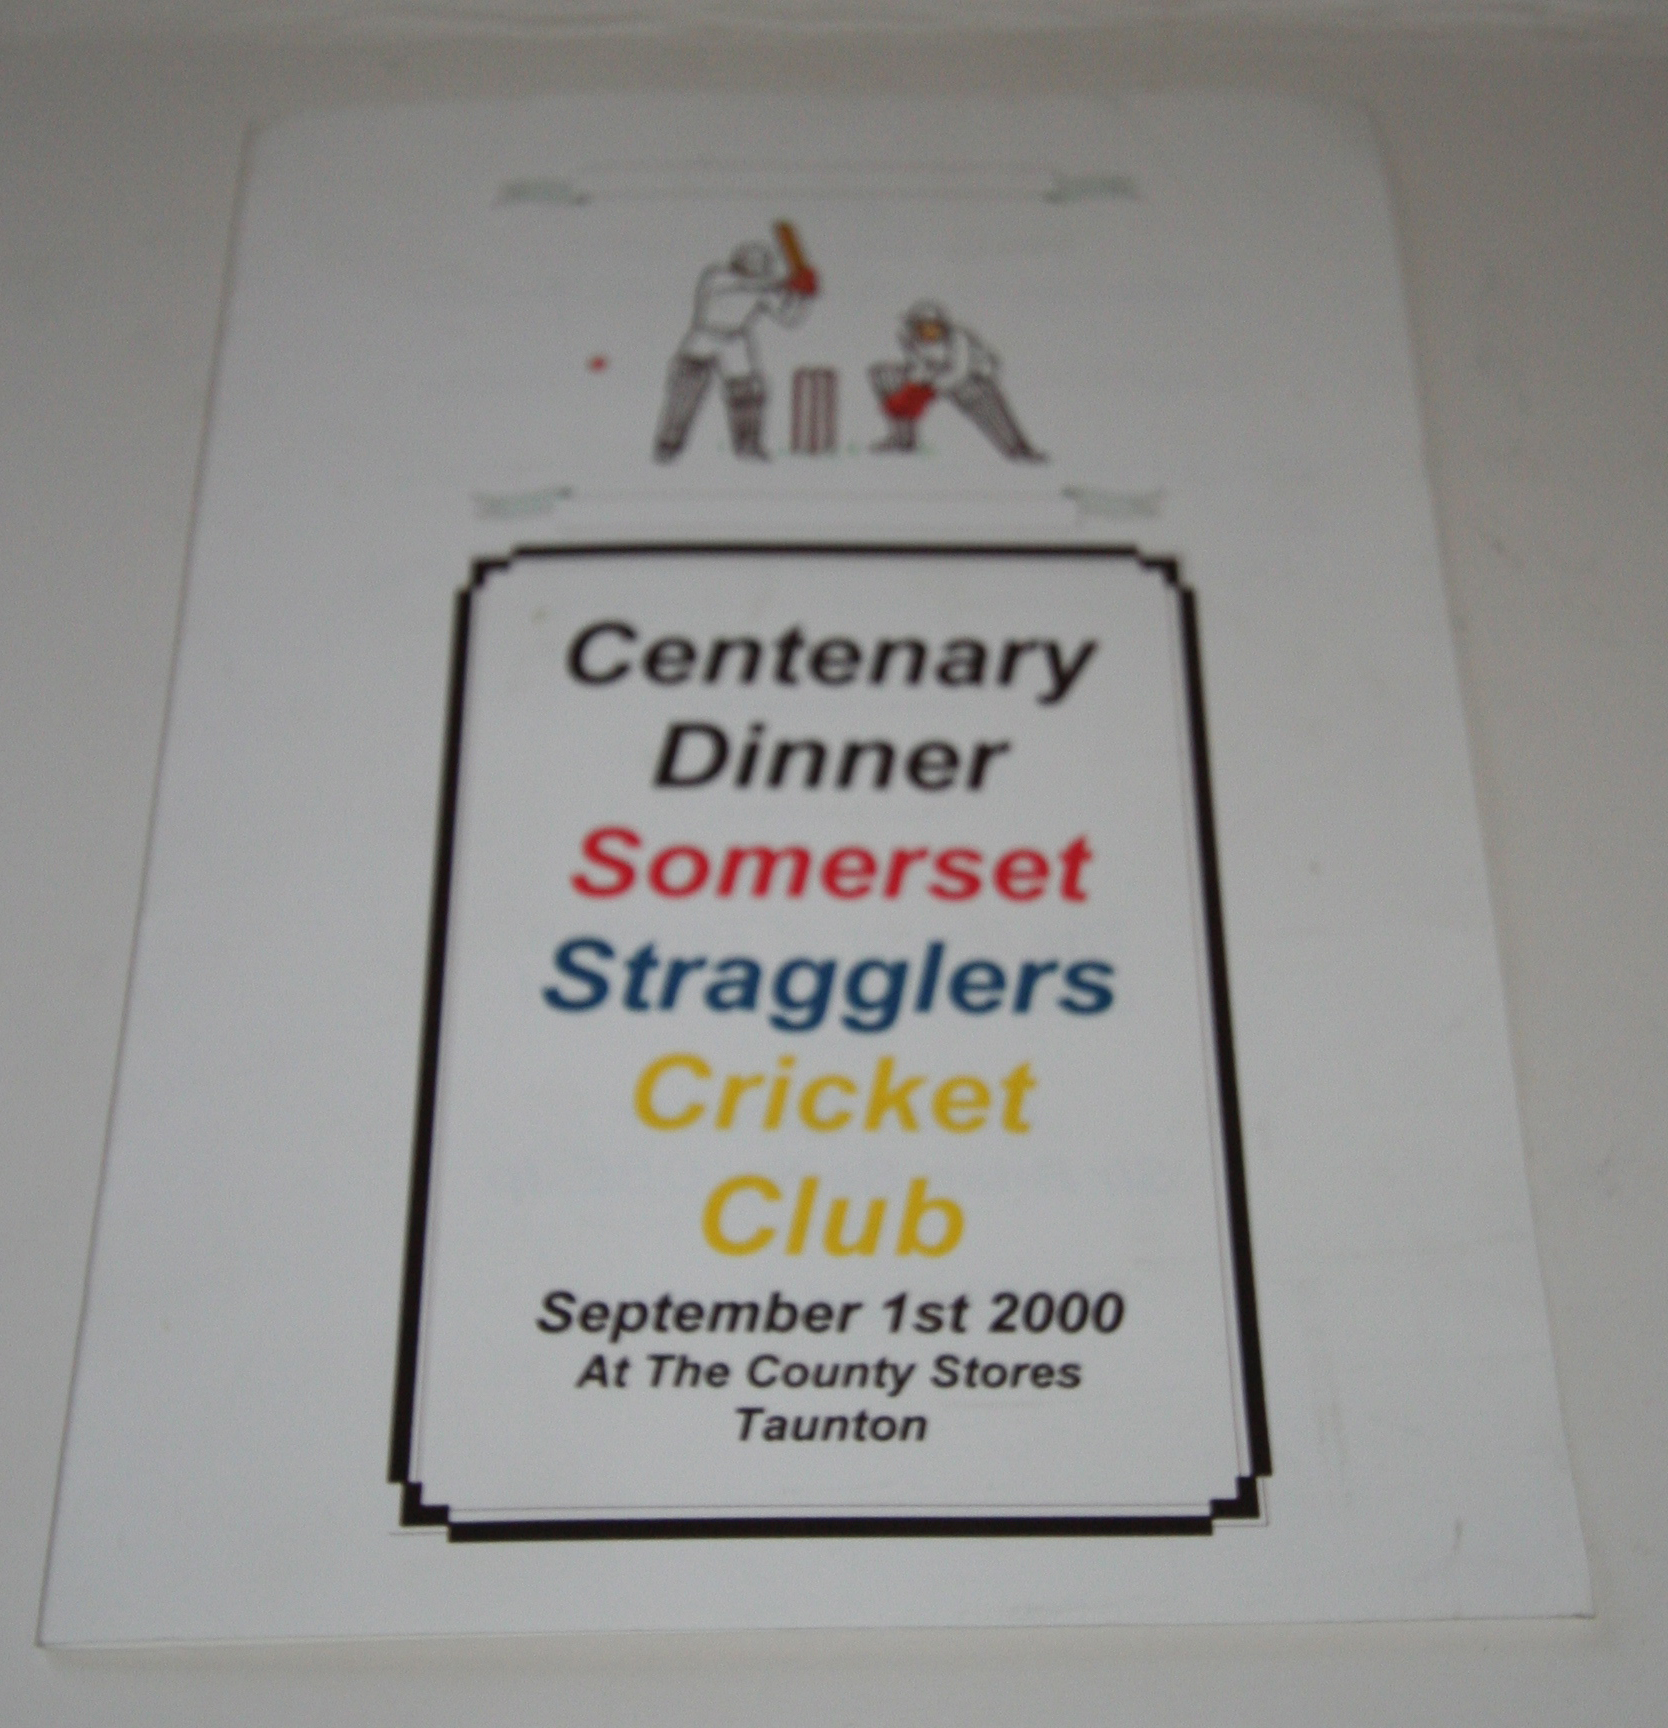 Centenary
Dinner
Somerset
Stragglers
Cricket
Club
September 1st 2000
At The County Stores
Taunton